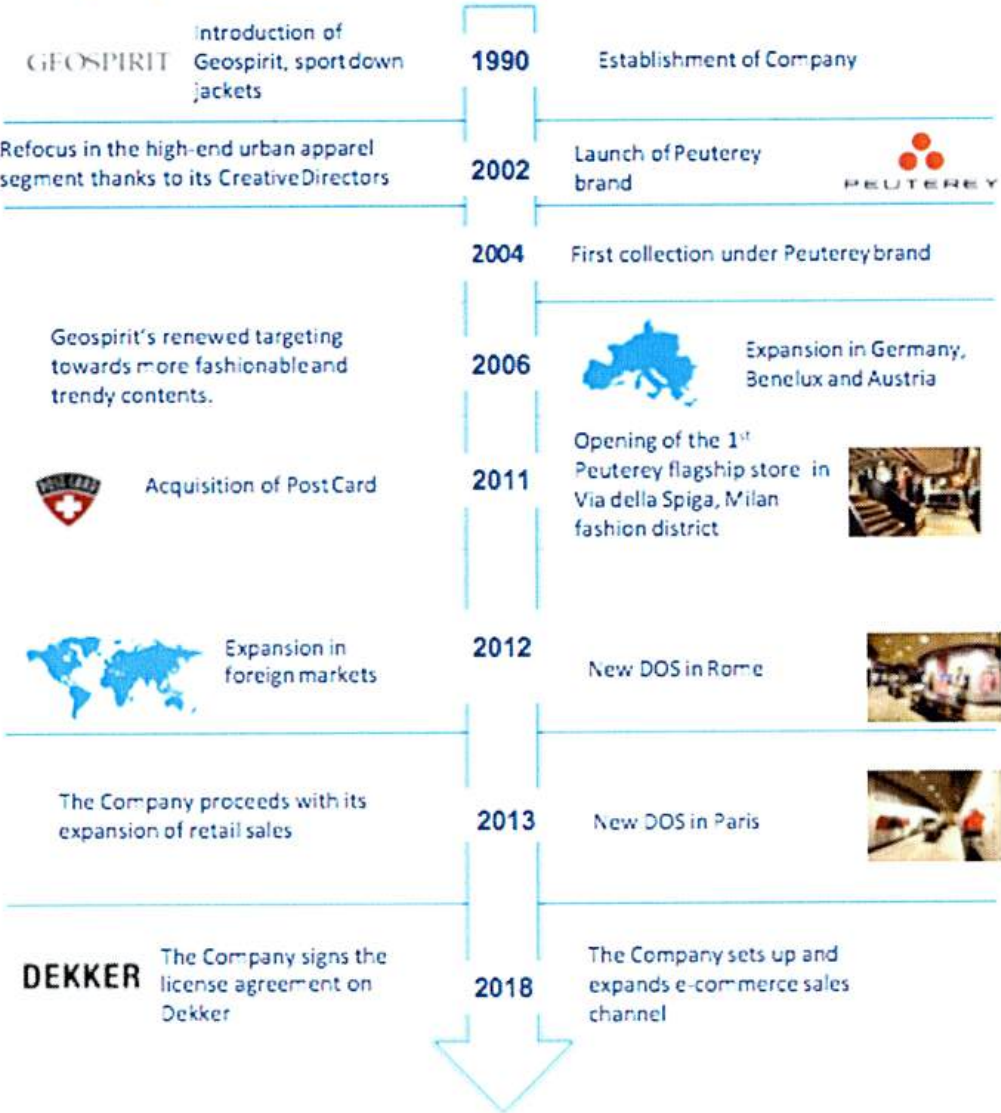 GEOSPIRIT
Introduction of
Geospirit, sport down
jackets
1990
Establishment of Company
Refocus in the high-end urban apparel
segment thanks to its Creative Directors
2002
Launch of Peuterey
brand
PEUTEREY
2004
First collection under Peuterey brand
Geospirit's renewed targeting
towards more fashionable and
trendy contents.
2006
Expansion in Germany,
Benelux and Austria
POST CARD
Acquisition of Post Card
2011
Opening of the 1st
Peuterey flagship store in
Via della Spiga, Milan
fashion district
Expansion in
foreign markets
2012
New DOS in Rome
The Company proceeds with its
expansion of retail sales
2013
New DOS in Paris
DEKKER
The Company signs the
license agreement on
Dekker
2018
The Company sets up and
expands e-commerce sales
channel